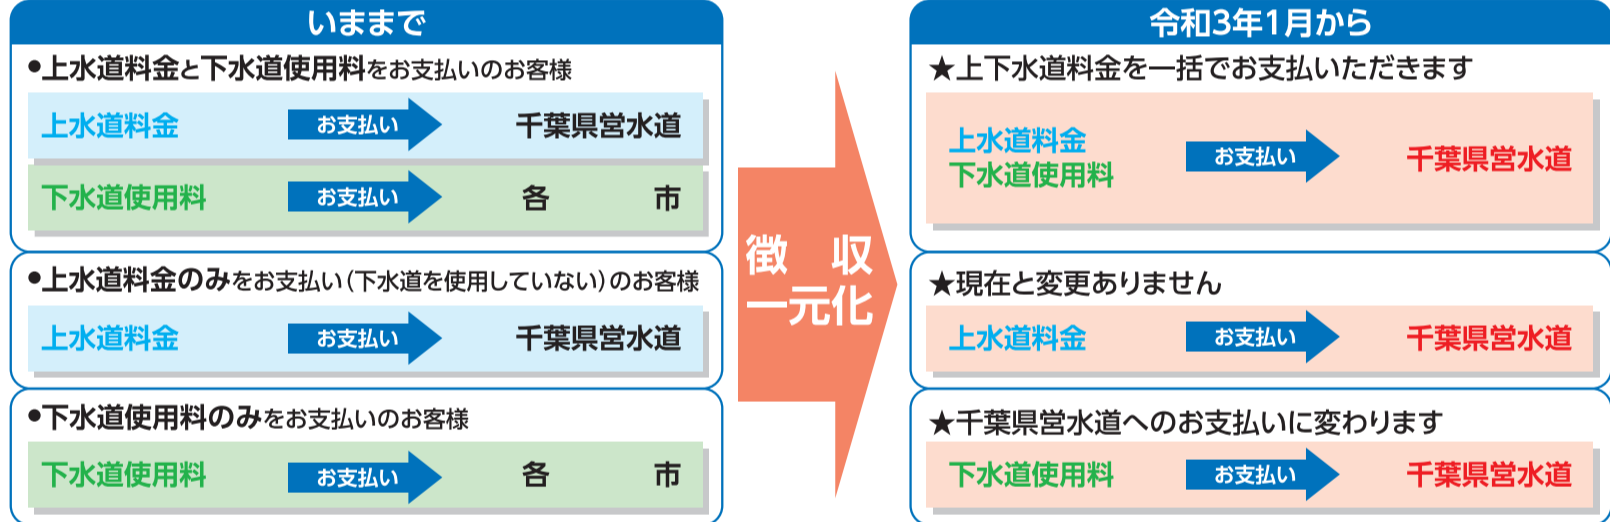 いままで
●上水道料金と下水道使用料をお支払いのお客様
上水道料金 お支払い 千葉県営水道
下水道使用料 お支払い 各 市
●上水道料金のみをお支払い(下水道を使用していない)のお客様
上水道料金 お支払い 千葉県営水道
●下水道使用料のみをお支払いのお客様
下水道使用料 お支払い 各 市
徴 収
一元化
令和3年1月から
★上下水道料金を一括でお支払いただきます
上水道料金
下水道使用料
お支払い
千葉県営水道
★現在と変更ありません
上水道料金 お支払い 千葉県営水道
★千葉県営水道へのお支払いに変わります
下水道使用料 お支払い 千葉県営水道